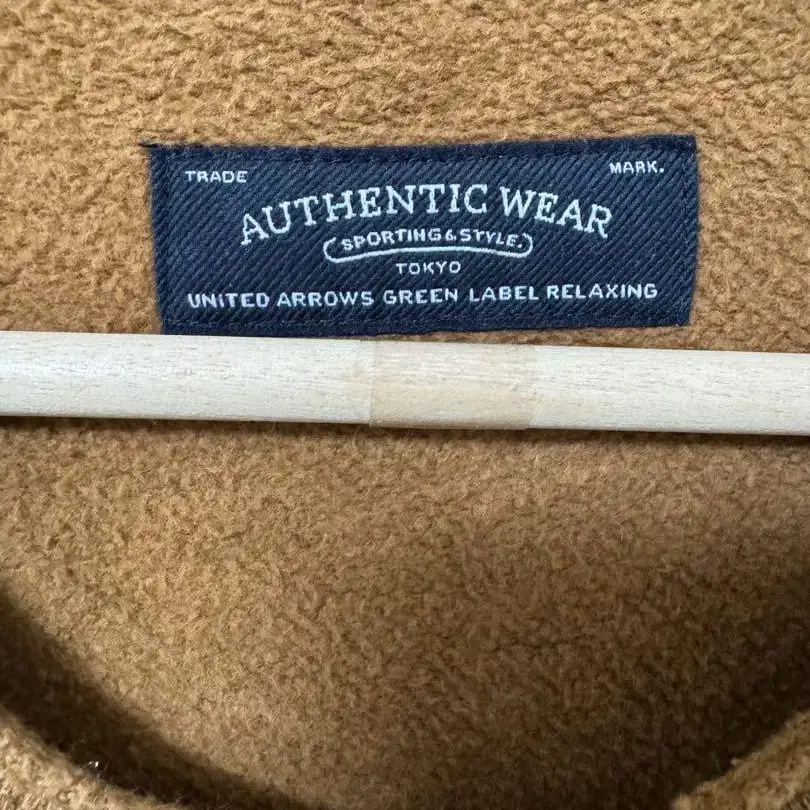 TRADE MARK.
AUTHENTIC WEAR
SPORTING & STYLE.
TOKYO
UNITED ARROWS GREEN LABEL RELAXING